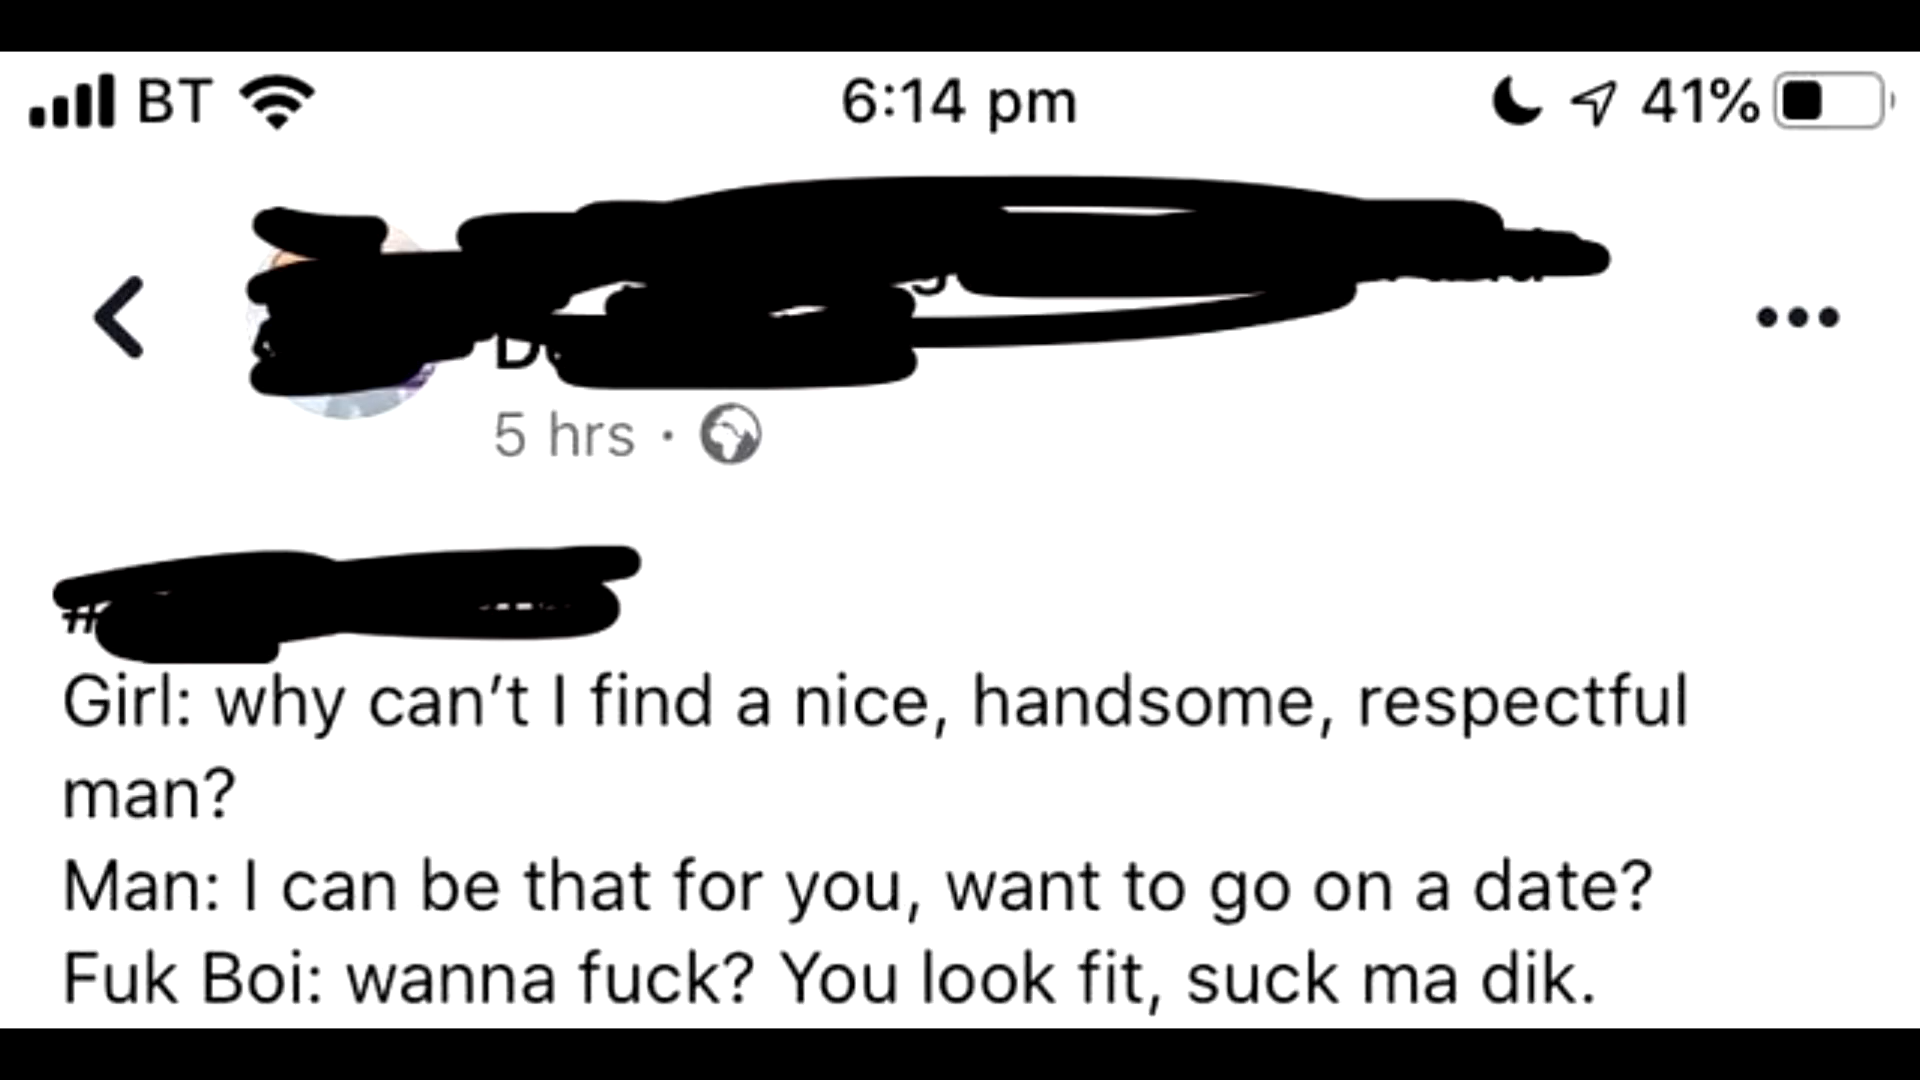 BT 6:14 pm 41%
5 hrs ·
#
Girl: why can’t I find a nice, handsome, respectful
man?
Man: I can be that for you, want to go on a date?
Fuk Boi: wanna fuck? You look fit, suck ma dik.